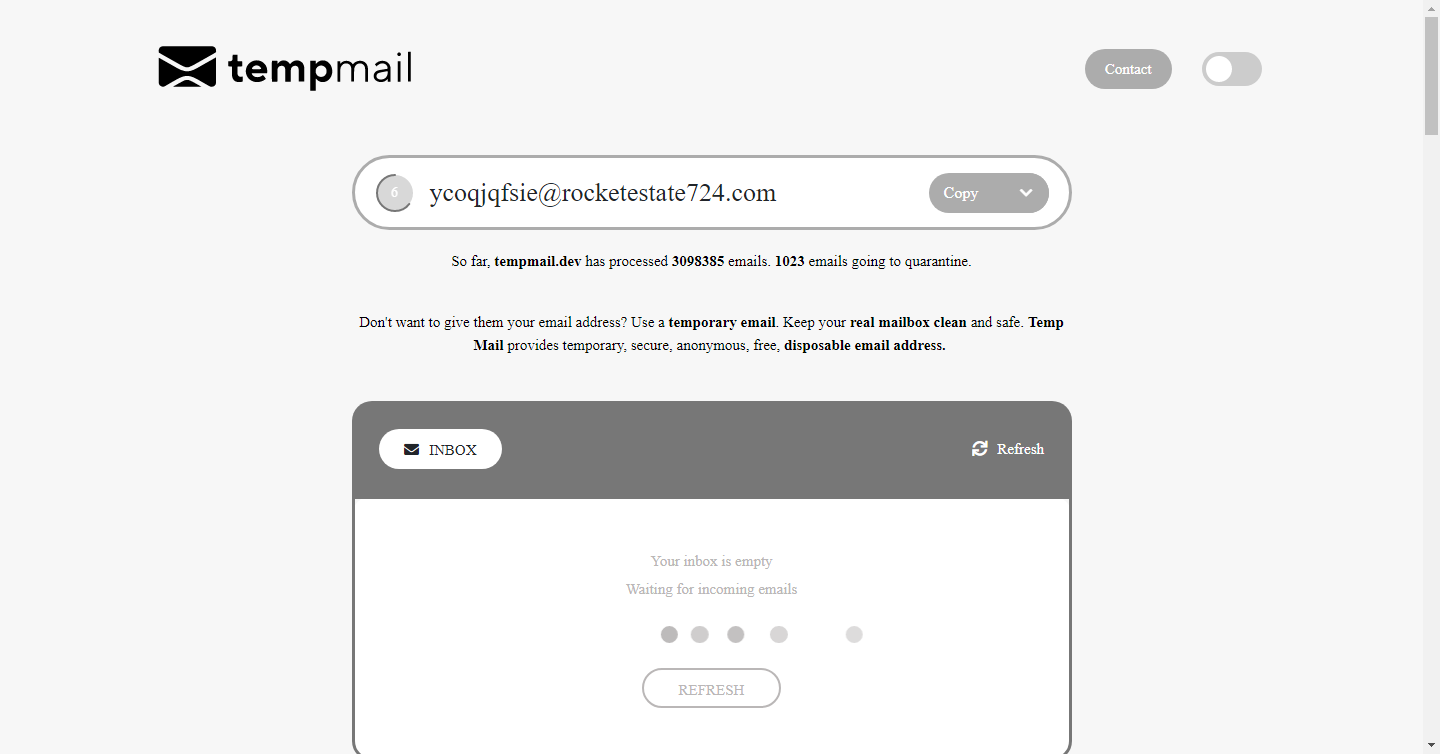 tempmail
Contact
6
ycoqjqfsie@rocketestate724.com
Copy
So far, tempmail.dev has processed 3098385 emails. 1023 emails going to quarantine.
Don't want to give them your email address? Use a temporary email. Keep your real mailbox clean and safe. Temp
Mail provides temporary, secure, anonymous, free, disposable email address.
INBOX
Refresh
Your inbox is empty
Waiting for incoming emails
REFRESH